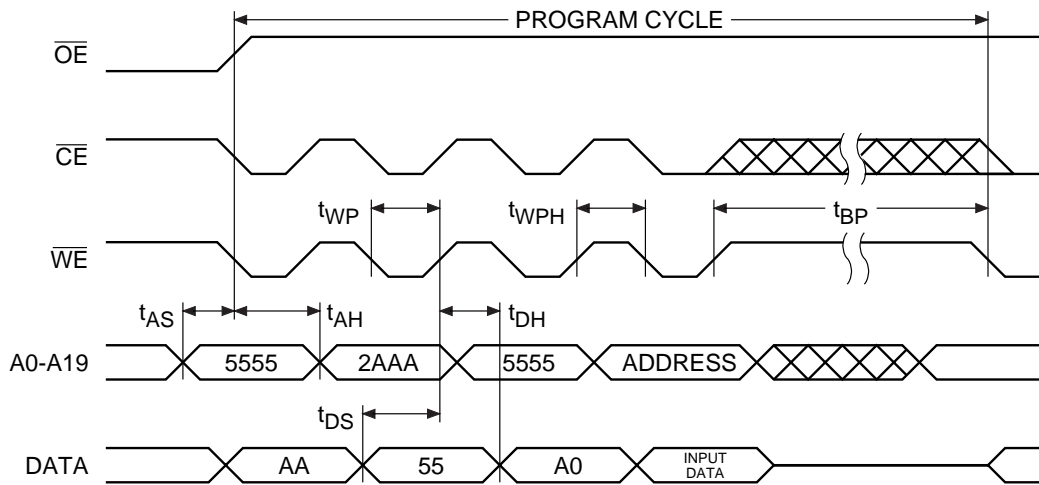 PROGRAM CYCLE
OE
CE
tWP
tWPH
tBP
WE
tAS
tAH
tDH
A0-A19
5555
2AAA
5555
ADDRESS
tDS
DATA
AA
55
A0
INPUT
DATA